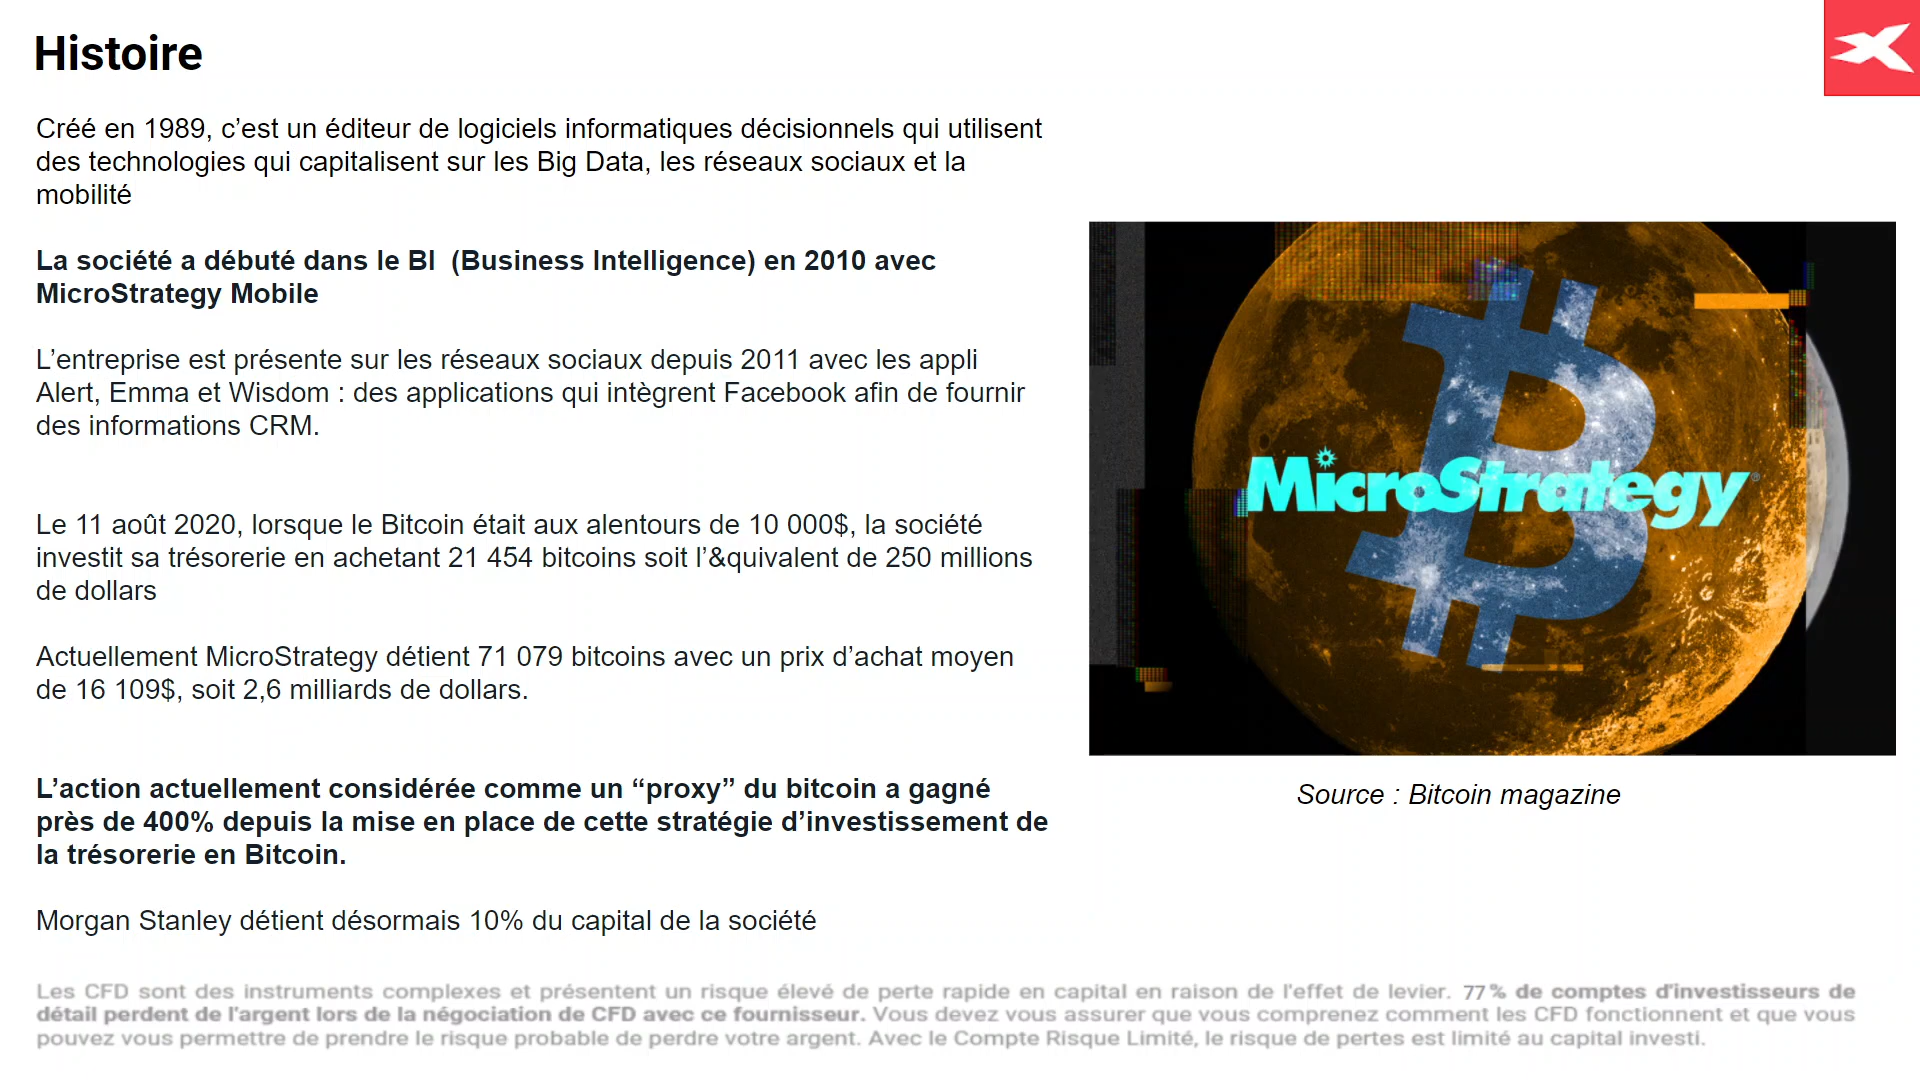 Histoire
Créé en 1989, c’est un éditeur de logiciels informatiques décisionnels qui utilisent
des technologies qui capitalisent sur les Big Data, les réseaux sociaux et la
mobilité
La société a débuté dans le BI  (Business Intelligence) en 2010 avec
MicroStrategy Mobile
L’entreprise est présente sur les réseaux sociaux depuis 2011 avec les appli
Alert, Emma et Wisdom : des applications qui intègrent Facebook afin de fournir
des informations CRM.
Le 11 août 2020, lorsque le Bitcoin était aux alentours de 10 000$, la société
investit sa trésorerie en achetant 21 454 bitcoins soit l’&quivalent de 250 millions
de dollars
Actuellement MicroStrategy détient 71 079 bitcoins avec un prix d’achat moyen
de 16 109$, soit 2,6 milliards de dollars.
L’action actuellement considérée comme un “proxy” du bitcoin a gagné
près de 400% depuis la mise en place de cette stratégie d’investissement de
la trésorerie en Bitcoin.
Morgan Stanley détient désormais 10% du capital de la société
MicroStrategy®
Source : Bitcoin magazine
Les CFD sont des instruments complexes et présentent un risque élevé de perte rapide en capital en raison de l'effet de levier. 77% de comptes d'investisseurs de
détail perdent de l'argent lors de la négociation de CFD avec ce fournisseur. Vous devez vous assurer que vous comprenez comment les CFD fonctionnent et que vous
pouvez vous permettre de prendre le risque probable de perdre votre argent. Avec le Compte Risque Limité, le risque de pertes est limité au capital investi.